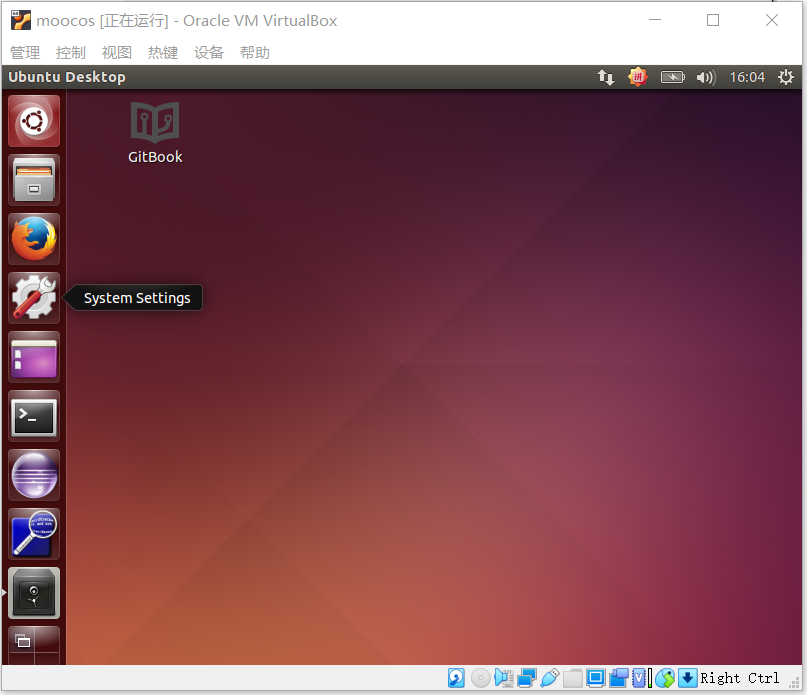 moocos [正在运行] - Oracle VM VirtualBox
管理 控制 视图 热键 设备 帮助
Ubuntu Desktop 拼 16:04
GitBook
System Settings
>_
V Right Ctrl